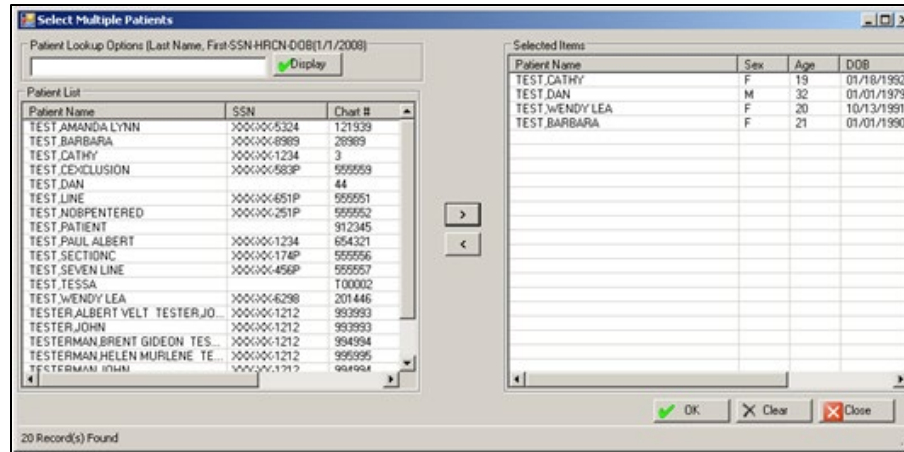 Select Multiple Patients
Patient Lookup Options (Last Name, First-SSN-HRCN-DOB(1/1/2008)
Display
Patient List
Patient Name SSN Chart #
TEST,AMANDA LYNN XXX-XX-5324 121939
TEST,BARBARA XXX-XX-8989 28989
TEST,CATHY XXX-XX-1234 3
TEST,CEXCLUSION XXX-XX-583P 555559
TEST,DAN 44
TEST,LINE XXX-XX-651P 555551
TEST,NOBPENTERED XXX-XX-251P 555552
TEST,PATIENT 912345
TEST,PAUL ALBERT XXX-XX-1234 654321
TEST,SECTIONC XXX-XX-174P 555556
TEST,SEVEN LINE XXX-XX-456P 555557
TEST,TESSA T00002
TEST,WENDY LEA XXX-XX-6298 201446
TESTER,ALBERT VELT TESTER,JO... XXX-XX-1212 993993
TESTER,JOHN XXX-XX-1212 993993
TESTERMAN,BRENT GIDEON TES... XXX-XX-1212 994994
TESTERMAN,HELEN MURLENE TE... XXX-XX-1212 995995
TESTERMAN,JOHN XXX-XX-1212 994994
>
<
Selected Items
Patient Name Sex Age DOB
TEST,CATHY F 19 01/18/1992
TEST,DAN M 32 01/01/1979
TEST,WENDY LEA F 20 10/13/1991
TEST,BARBARA F 21 01/01/1990
OK Clear Close
20 Record(s) Found